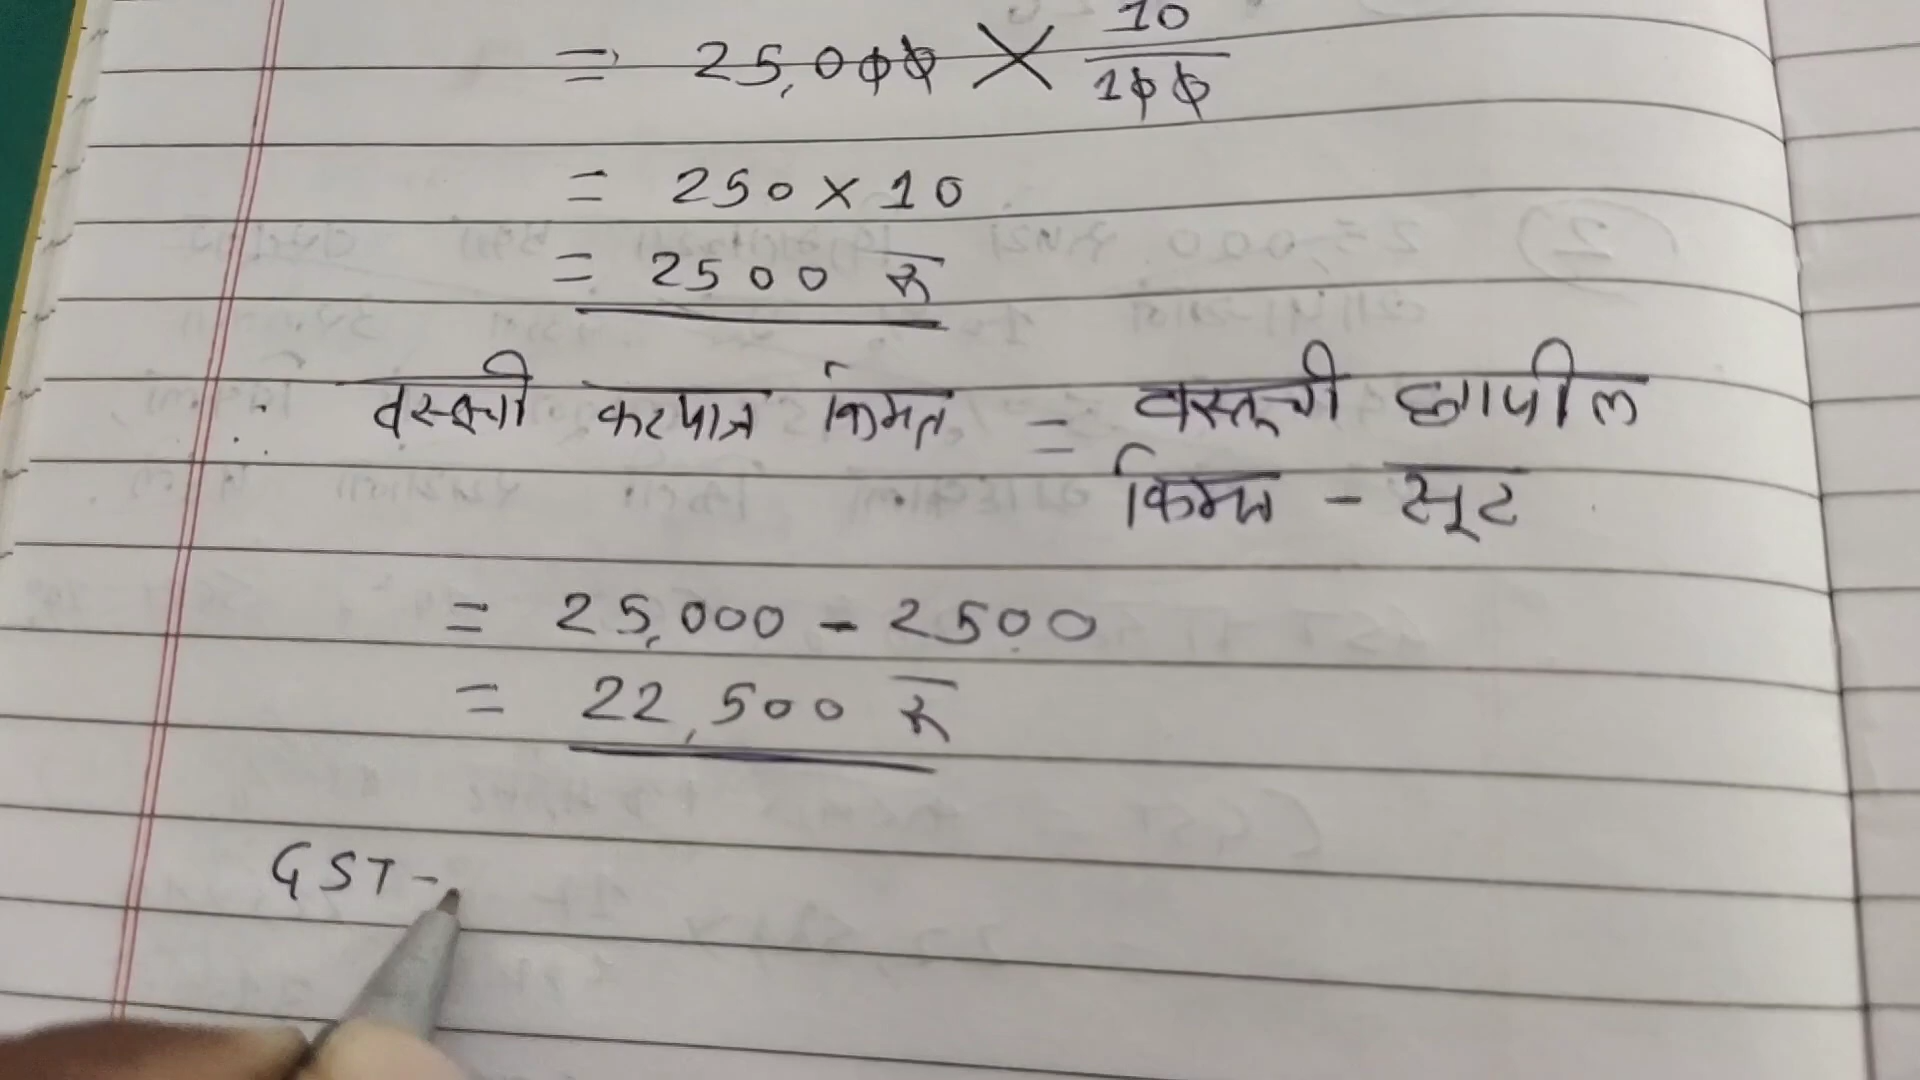 = 25,000 × 10/100
= 250 × 10
= 2500 रु
∴ वस्तूची करपात्र किंमत = वस्तूची छापील
किंमत - सूट
= 25,000 - 2500
= 22,500 रु
GST -